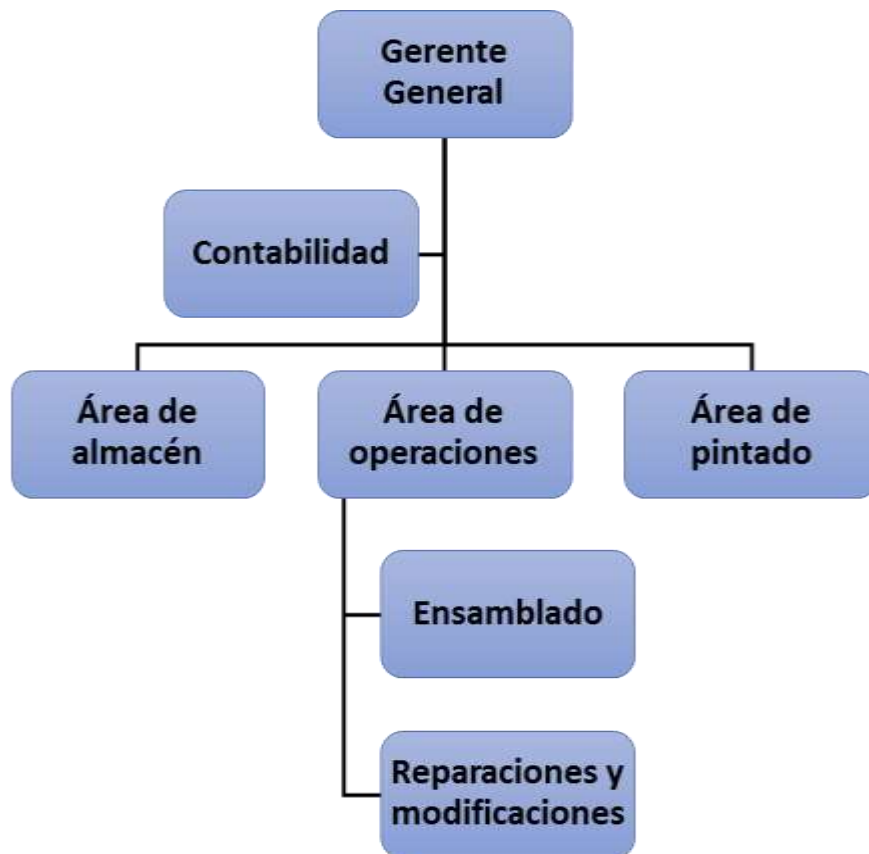 Gerente
General
Contabilidad
Área de
almacén
Área de
operaciones
Área de
pintado
Ensamblado
Reparaciones y
modificaciones